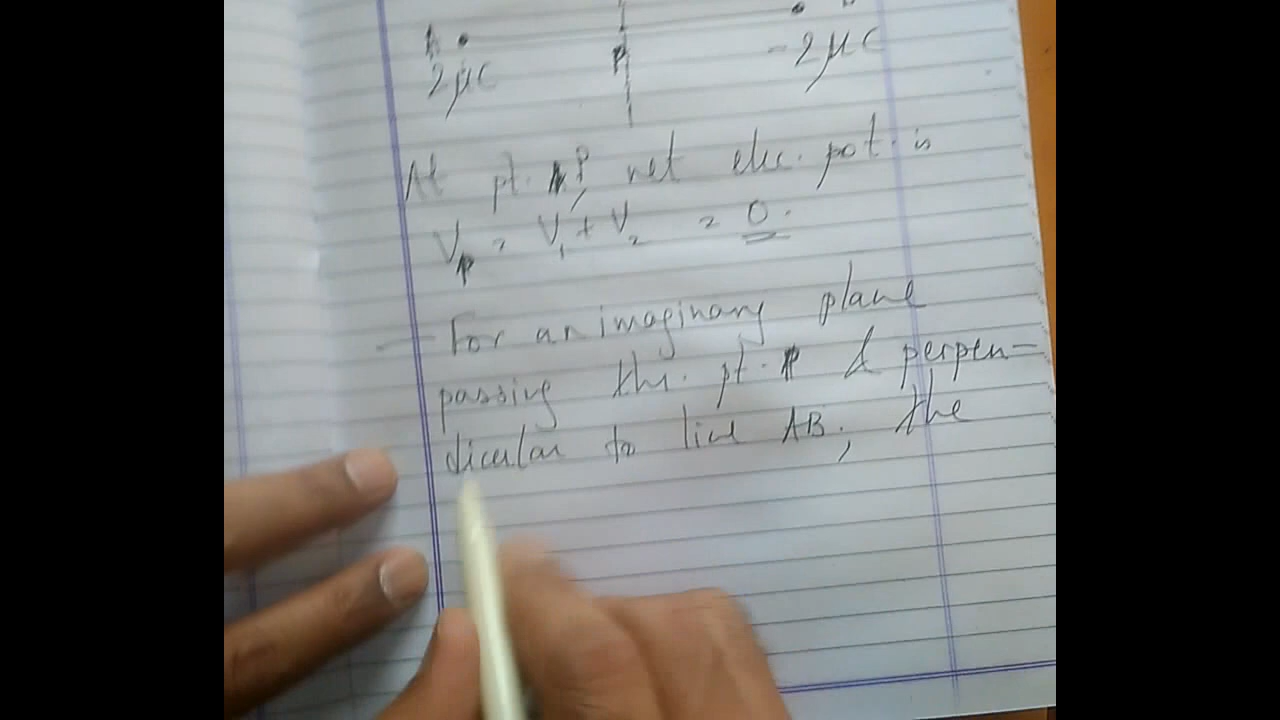 A
P
2μC
-2μC
At pt. P, net elec. pot. is
Vp = V₁ + V₂ = 0.
For an imaginary plane
passing thr. pt. P & perpen-
dicular to line AB, the